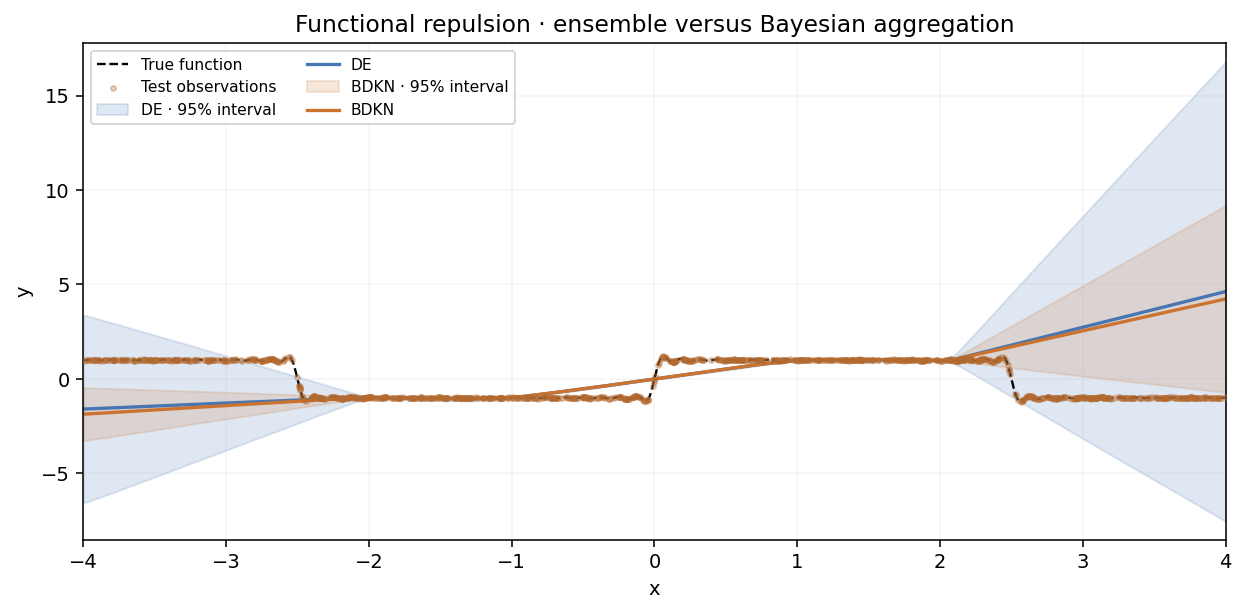 Functional repulsion · ensemble versus Bayesian aggregation
True function
Test observations
DE · 95% interval
DE
BDKN · 95% interval
BDKN
15
10
5
0
−5
y
−4
−3
−2
−1
0
1
2
3
4
x